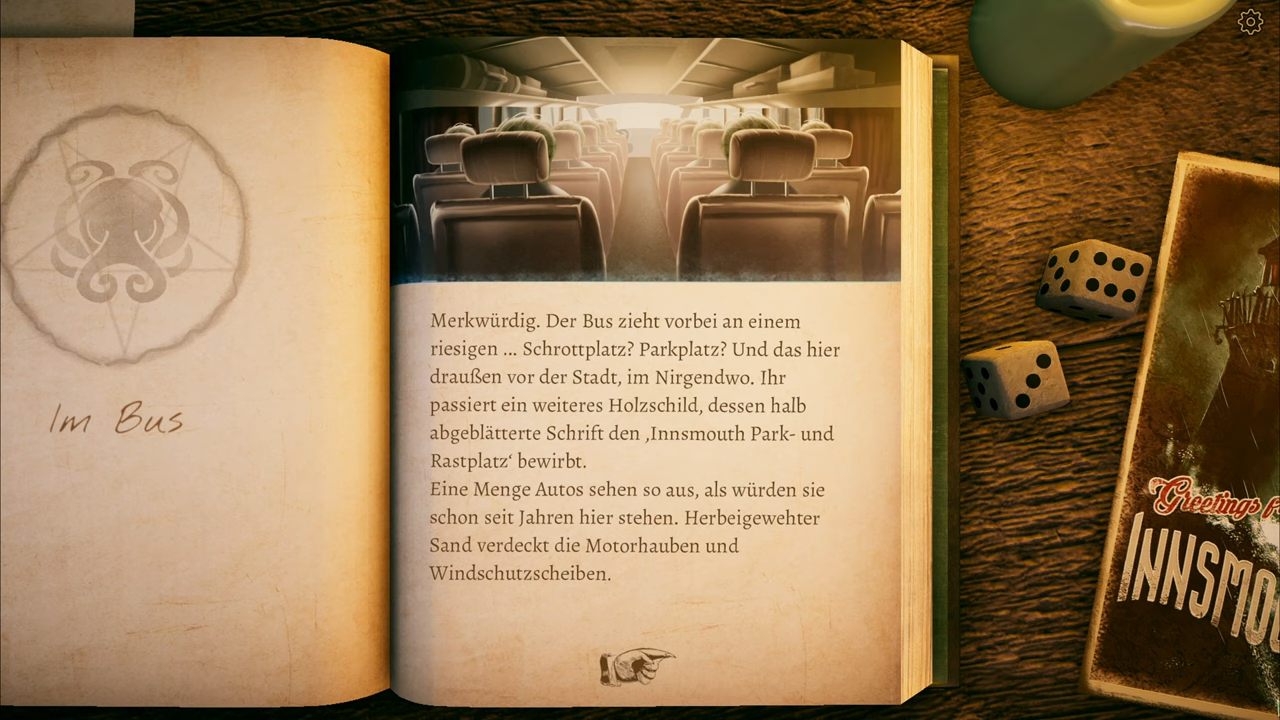 Im Bus
Merkwürdig. Der Bus zieht vorbei an einem
riesigen ... Schrottplatz? Parkplatz? Und das hier
draußen vor der Stadt, im Nirgendwo. Ihr
passiert ein weiteres Holzschild, dessen halb
abgeblätterte Schrift den ‚Innsmouth Park- und
Rastplatz‘ bewirbt.
Eine Menge Autos sehen so aus, als würden sie
schon seit Jahren hier stehen. Herbeigewehter
Sand verdeckt die Motorhauben und
Windschutzscheiben.
Greetings f
INNSMO